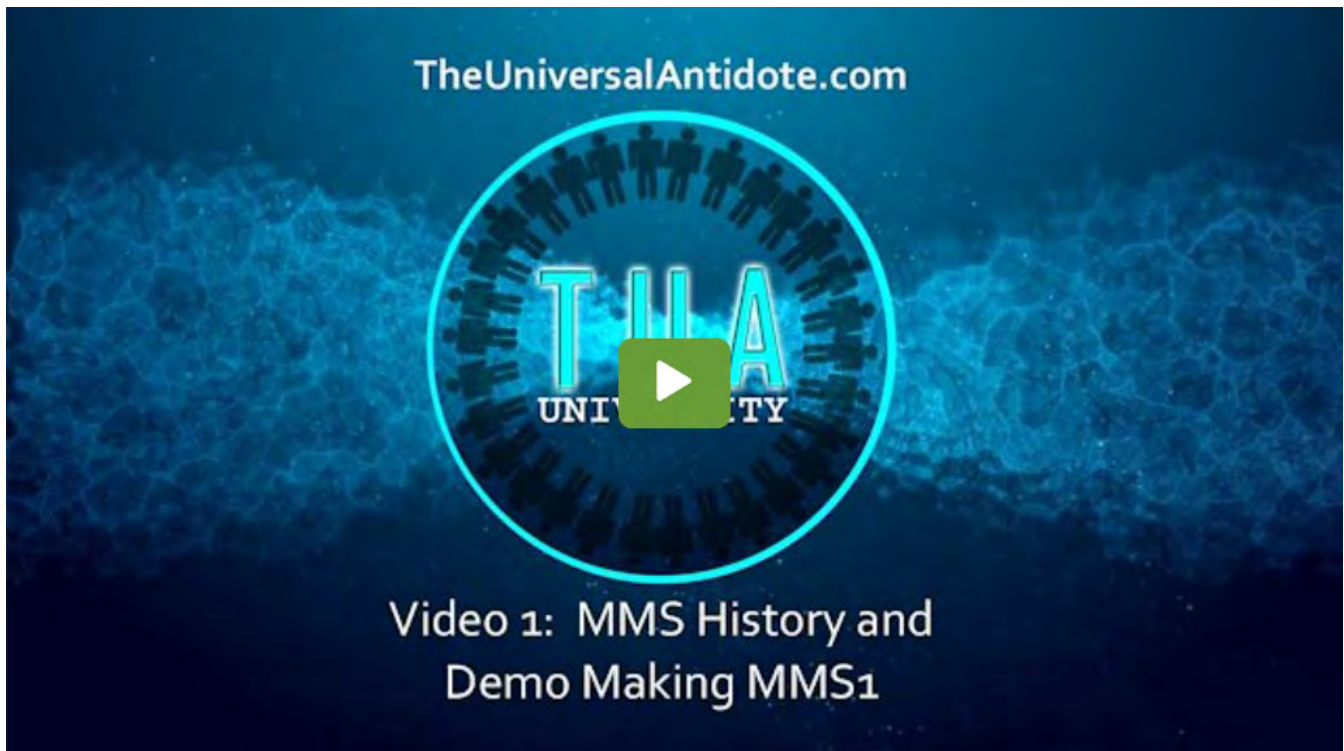 TheUniversalAntidote.com
TUA
Video 1: MMS History and
Demo Making MMS1